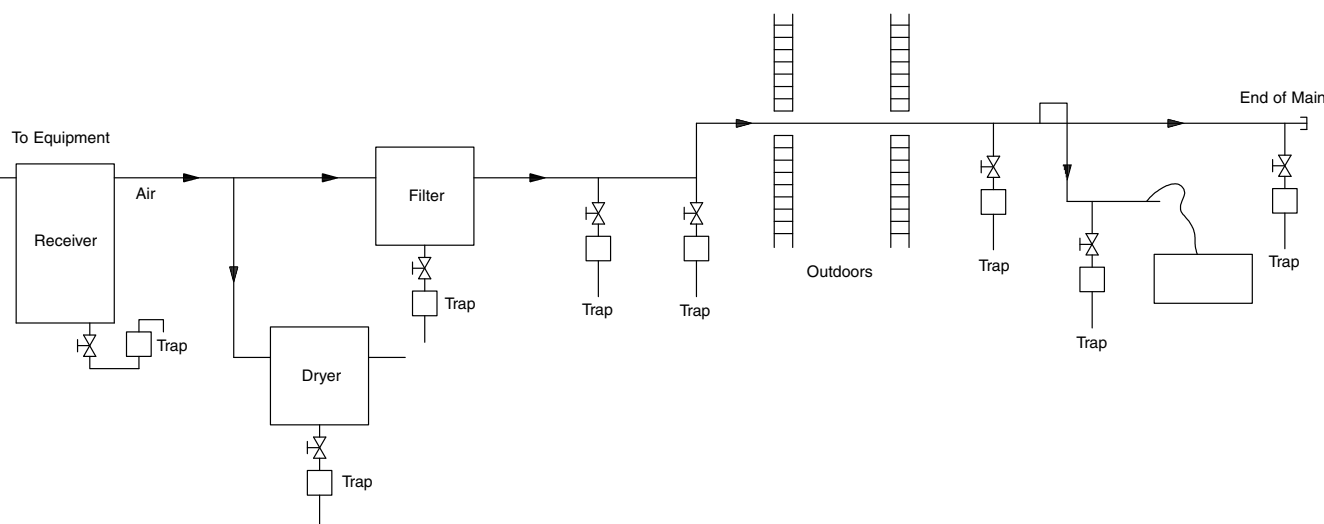 End of Main
To Equipment
Air
Filter
Receiver
Outdoors
Trap
Trap
Trap
Trap
Trap
Trap
Trap
Dryer
Trap